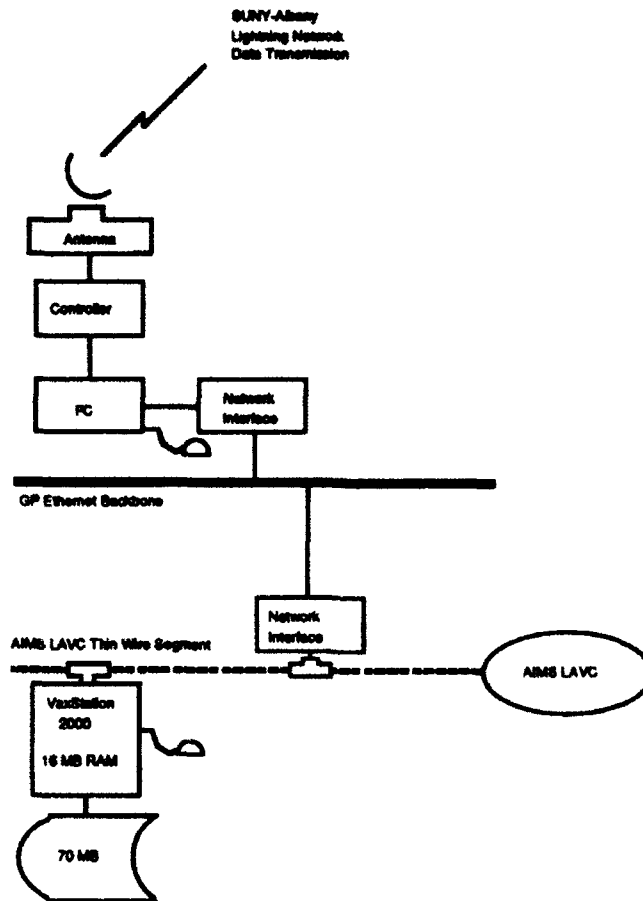 SUNY-Albany
Lightning Network
Data Transmission
Antenna
Controller
PC
Network
Interface
GP Ethernet Backbone
Network
Interface
AIMS LAVC Thin Wire Segment
AIMS LAVC
VaxStation
2000
16 MB RAM
70 MB